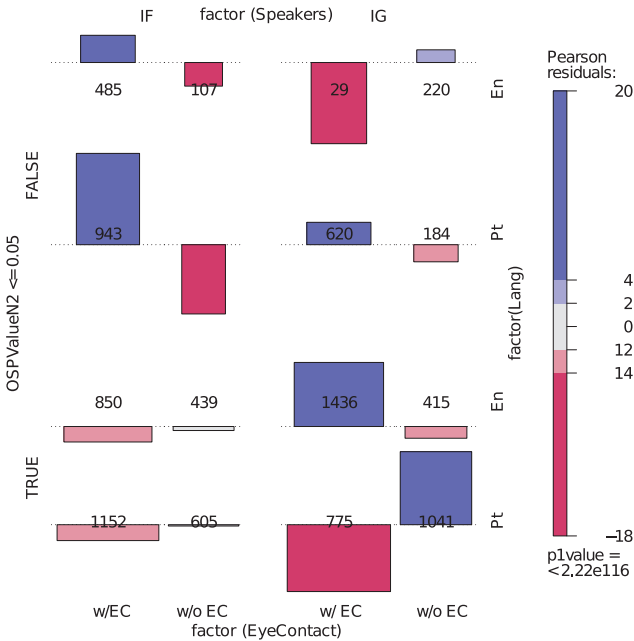 factor (Speakers)
IF IG
Pearson
residuals:
485 107 29 220 En
20
FALSE
943 620 184 Pt
4
2
0
12
14
OSPValueN2 <=0.05
factor(Lang)
850 439 1436 415 En
TRUE
1152 605 775 1041 Pt
−18
p1value =
<2.22e116
w/EC w/o EC w/ EC w/o EC
factor (EyeContact)